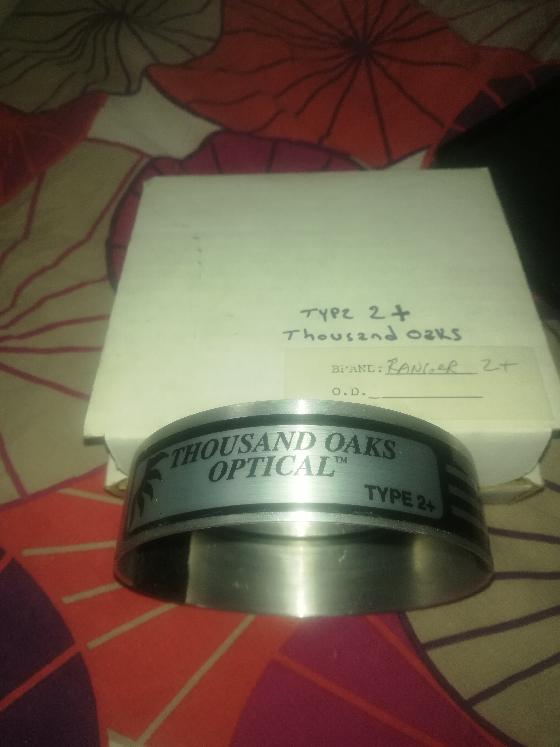 TYPE 2+
Thousand Oaks
BRAND: RANGER 2+
O.D.
THOUSAND OAKS
OPTICAL™
TYPE 2+